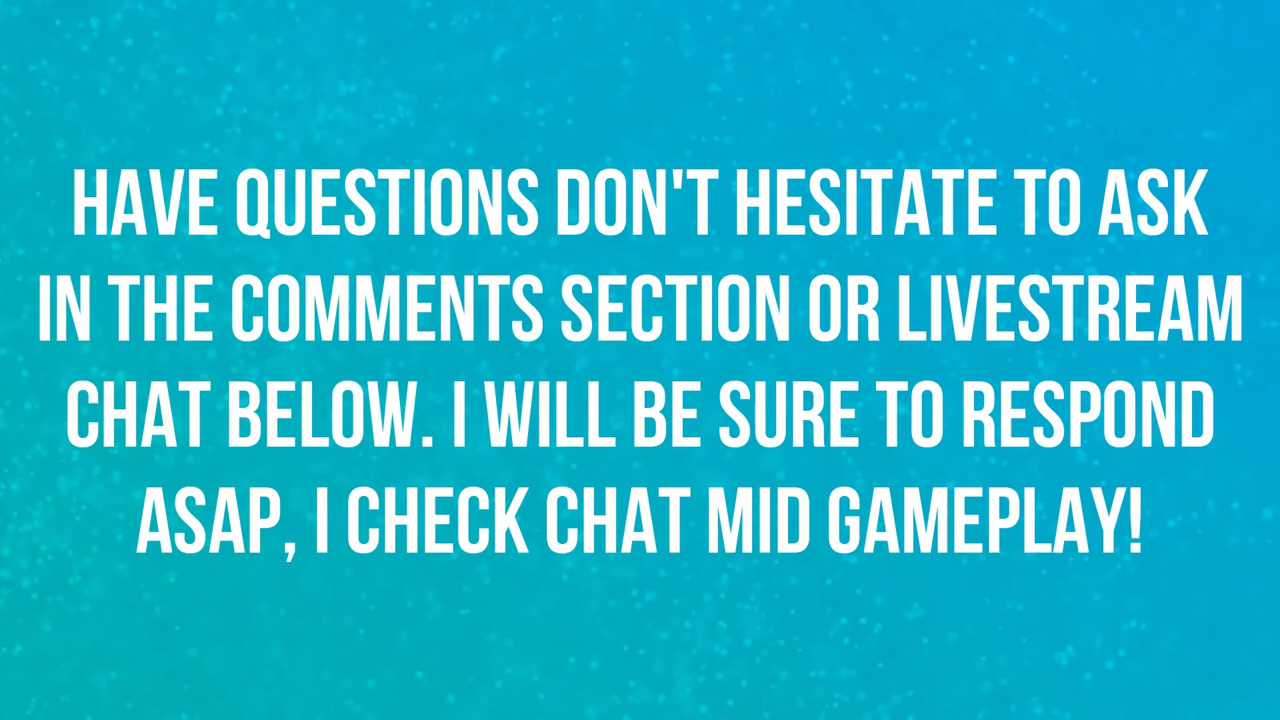 HAVE QUESTIONS DON'T HESITATE TO ASK
IN THE COMMENTS SECTION OR LIVESTREAM
CHAT BELOW. I WILL BE SURE TO RESPOND
ASAP, I CHECK CHAT MID GAMEPLAY!